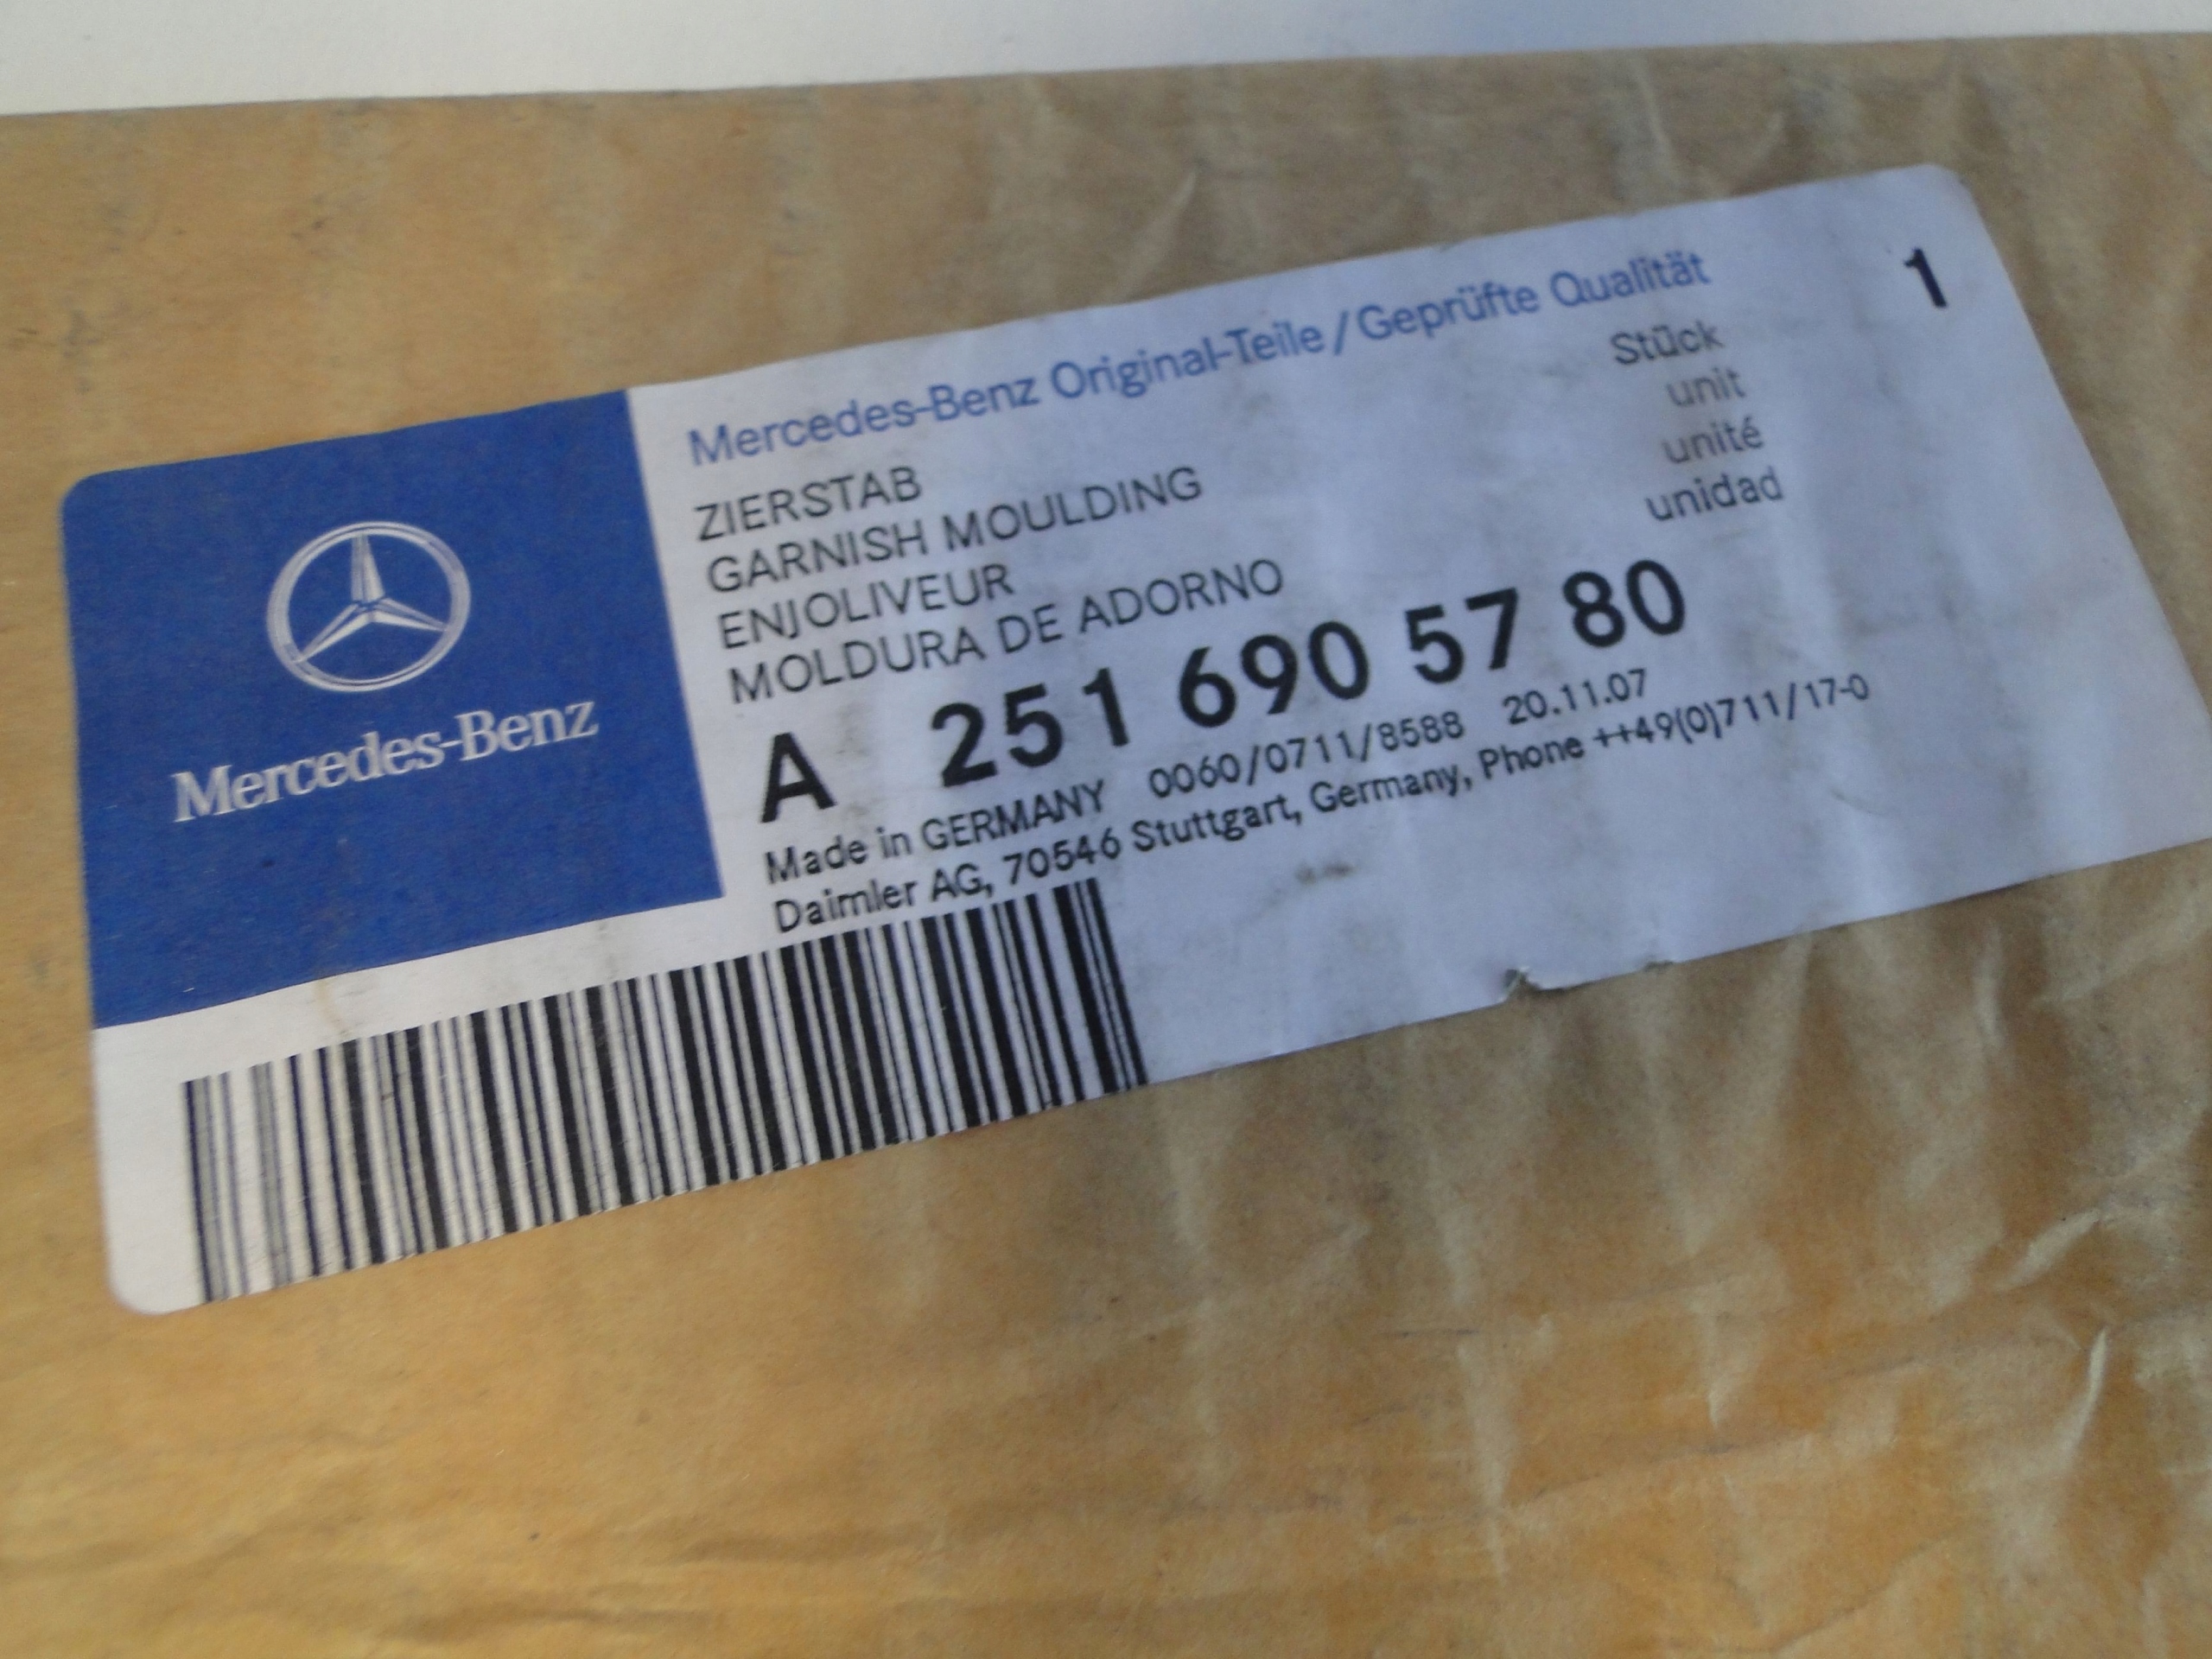 Mercedes-Benz
Mercedes-Benz Original-Teile/Geprüfte Qualität
ZIERSTAB
GARNISH MOULDING
ENJOLIVEUR
MOLDURA DE ADORNO
Stück
unit
unité
unidad
1
A 251 690 57 80
Made in GERMANY 0060/0711/8588 20.11.07
Daimler AG, 70546 Stuttgart, Germany, Phone ++49(0)711/17-0